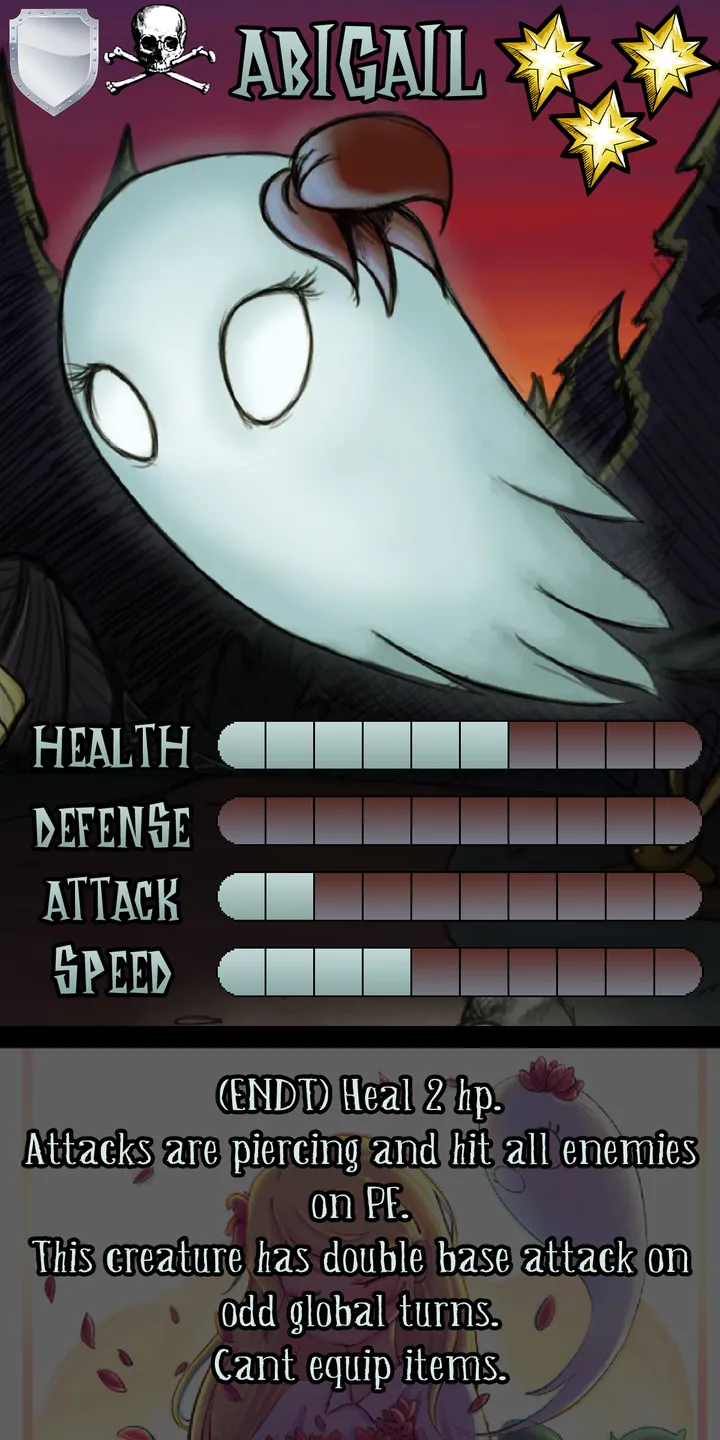 ABIGAIL
HEALTH
DEFENSE
ATTACK
SPEED
(ENDT) Heal 2 hp.
Attacks are piercing and hit all enemies
on PF.
This creature has double base attack on
odd global turns.
Cant equip items.